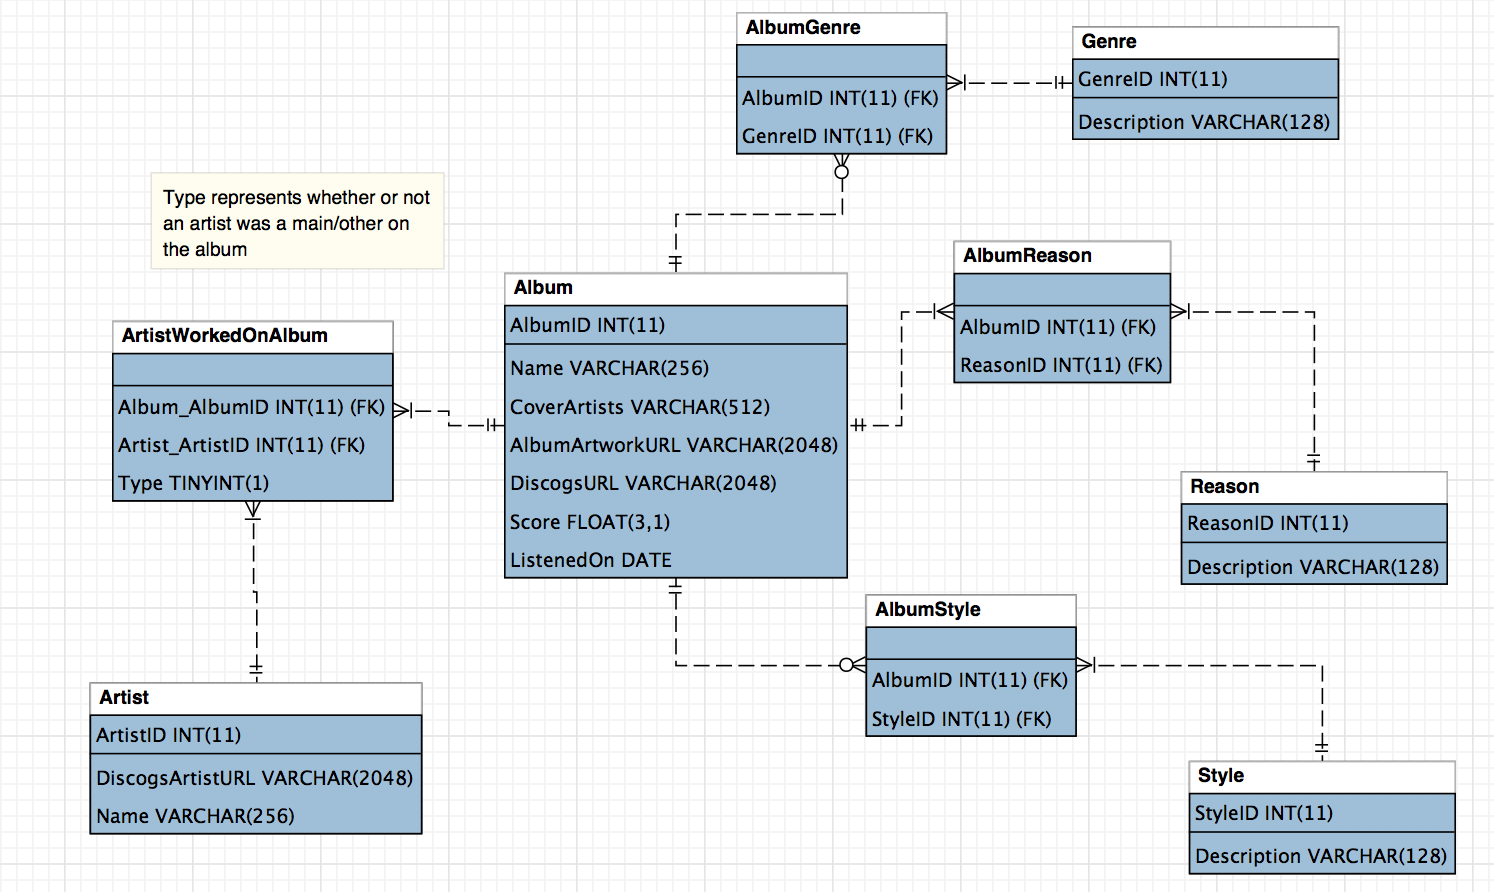 AlbumGenre
AlbumID INT(11) (FK)
GenreID INT(11) (FK)
Genre
GenreID INT(11)
Description VARCHAR(128)
Type represents whether or not
an artist was a main/other on
the album
AlbumReason
AlbumID INT(11) (FK)
ReasonID INT(11) (FK)
Album
AlbumID INT(11)
Name VARCHAR(256)
CoverArtists VARCHAR(512)
AlbumArtworkURL VARCHAR(2048)
DiscogsURL VARCHAR(2048)
Score FLOAT(3,1)
ListenedOn DATE
ArtistWorkedOnAlbum
Album_AlbumID INT(11) (FK)
Artist_ArtistID INT(11) (FK)
Type TINYINT(1)
Reason
ReasonID INT(11)
Description VARCHAR(128)
AlbumStyle
AlbumID INT(11) (FK)
StyleID INT(11) (FK)
Artist
ArtistID INT(11)
DiscogsArtistURL VARCHAR(2048)
Name VARCHAR(256)
Style
StyleID INT(11)
Description VARCHAR(128)